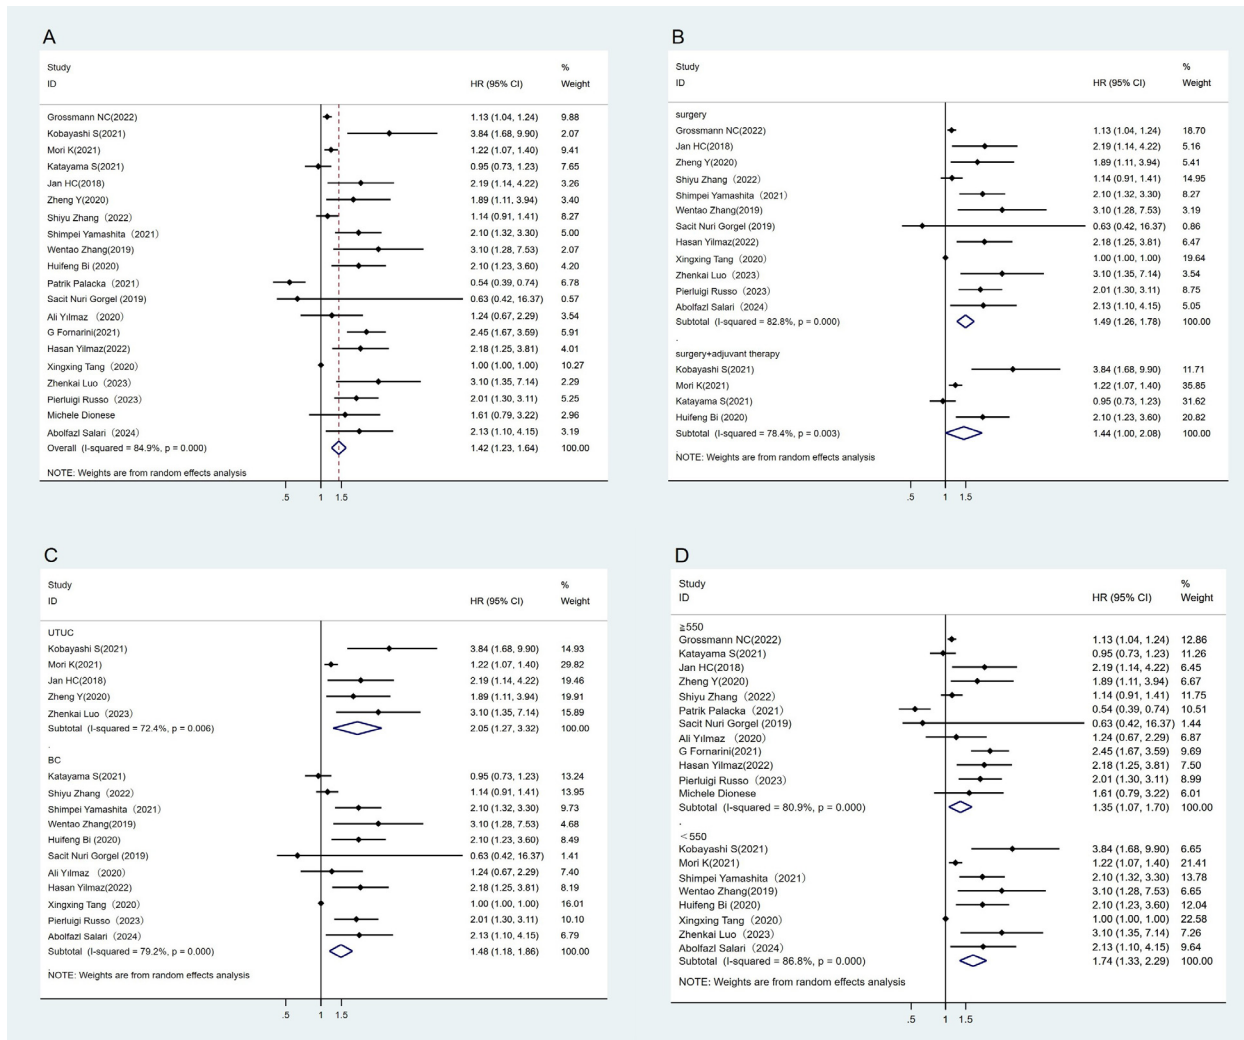 A
Study %
ID HR (95% CI) Weight
Grossmann NC(2022) 1.13 (1.04, 1.24) 9.88
Kobayashi S(2021) 3.84 (1.68, 9.90) 2.07
Mori K(2021) 1.22 (1.07, 1.40) 9.41
Katayama S(2021) 0.95 (0.73, 1.23) 7.65
Jan HC(2018) 2.19 (1.14, 4.22) 3.26
Zheng Y(2020) 1.89 (1.11, 3.94) 3.40
Shiyu Zhang（2022） 1.14 (0.91, 1.41) 8.27
Shimpei Yamashita（2021） 2.10 (1.32, 3.30) 5.00
Wentao Zhang(2019) 3.10 (1.28, 7.53) 2.07
Huifeng Bi (2020) 2.10 (1.23, 3.60) 4.20
Patrik Palacka（2021） 0.54 (0.39, 0.74) 6.78
Sacit Nuri Gorgel (2019) 0.63 (0.42, 16.37) 0.57
Ali Yılmaz（2020） 1.24 (0.67, 2.29) 3.54
G Fornarini(2021) 2.45 (1.67, 3.59) 5.91
Hasan Yilmaz(2022) 2.18 (1.25, 3.81) 4.01
Xingxing Tang（2020） 1.00 (1.00, 1.00) 10.27
Zhenkai Luo（2023） 3.10 (1.35, 7.14) 2.29
Pierluigi Russo（2023） 2.01 (1.30, 3.11) 5.25
Michele Dionese 1.61 (0.79, 3.22) 2.96
Abolfazl Salari（2024） 2.13 (1.10, 4.15) 3.19
Overall (I-squared = 84.9%, p = 0.000) 1.42 (1.23, 1.64) 100.00
NOTE: Weights are from random effects analysis
.5 1 1.5
B
Study %
ID HR (95% CI) Weight
surgery
Grossmann NC(2022) 1.13 (1.04, 1.24) 18.70
Jan HC(2018) 2.19 (1.14, 4.22) 5.16
Zheng Y(2020) 1.89 (1.11, 3.94) 5.41
Shiyu Zhang（2022） 1.14 (0.91, 1.41) 14.95
Shimpei Yamashita（2021） 2.10 (1.32, 3.30) 8.27
Wentao Zhang(2019) 3.10 (1.28, 7.53) 3.19
Sacit Nuri Gorgel (2019) 0.63 (0.42, 16.37) 0.86
Hasan Yilmaz(2022) 2.18 (1.25, 3.81) 6.47
Xingxing Tang（2020） 1.00 (1.00, 1.00) 19.64
Zhenkai Luo（2023） 3.10 (1.35, 7.14) 3.54
Pierluigi Russo（2023） 2.01 (1.30, 3.11) 8.75
Abolfazl Salari（2024） 2.13 (1.10, 4.15) 5.05
Subtotal (I-squared = 82.8%, p = 0.000) 1.49 (1.26, 1.78) 100.00
.
surgery+adjuvant therapy
Kobayashi S(2021) 3.84 (1.68, 9.90) 11.71
Mori K(2021) 1.22 (1.07, 1.40) 35.85
Katayama S(2021) 0.95 (0.73, 1.23) 31.62
Huifeng Bi (2020) 2.10 (1.23, 3.60) 20.82
Subtotal (I-squared = 78.4%, p = 0.003) 1.44 (1.00, 2.08) 100.00
.
NOTE: Weights are from random effects analysis
.5 1 1.5
C
Study %
ID HR (95% CI) Weight
UTUC
Kobayashi S(2021) 3.84 (1.68, 9.90) 14.93
Mori K(2021) 1.22 (1.07, 1.40) 29.82
Jan HC(2018) 2.19 (1.14, 4.22) 19.46
Zheng Y(2020) 1.89 (1.11, 3.94) 19.91
Zhenkai Luo（2023） 3.10 (1.35, 7.14) 15.89
Subtotal (I-squared = 72.4%, p = 0.006) 2.05 (1.27, 3.32) 100.00
.
BC
Katayama S(2021) 0.95 (0.73, 1.23) 13.24
Shiyu Zhang（2022） 1.14 (0.91, 1.41) 13.95
Shimpei Yamashita（2021） 2.10 (1.32, 3.30) 9.73
Wentao Zhang(2019) 3.10 (1.28, 7.53) 4.68
Huifeng Bi (2020) 2.10 (1.23, 3.60) 8.49
Sacit Nuri Gorgel (2019) 0.63 (0.42, 16.37) 1.41
Ali Yılmaz（2020） 1.24 (0.67, 2.29) 7.40
Hasan Yilmaz(2022) 2.18 (1.25, 3.81) 8.19
Xingxing Tang（2020） 1.00 (1.00, 1.00) 16.01
Pierluigi Russo（2023） 2.01 (1.30, 3.11) 10.10
Abolfazl Salari（2024） 2.13 (1.10, 4.15) 6.79
Subtotal (I-squared = 79.2%, p = 0.000) 1.48 (1.18, 1.86) 100.00
.
NOTE: Weights are from random effects analysis
.5 1 1.5
D
Study %
ID HR (95% CI) Weight
≧550
Grossmann NC(2022) 1.13 (1.04, 1.24) 12.86
Katayama S(2021) 0.95 (0.73, 1.23) 11.26
Jan HC(2018) 2.19 (1.14, 4.22) 6.45
Zheng Y(2020) 1.89 (1.11, 3.94) 6.67
Shiyu Zhang（2022） 1.14 (0.91, 1.41) 11.75
Patrik Palacka（2021） 0.54 (0.39, 0.74) 10.51
Sacit Nuri Gorgel (2019) 0.63 (0.42, 16.37) 1.44
Ali Yılmaz（2020） 1.24 (0.67, 2.29) 6.87
G Fornarini(2021) 2.45 (1.67, 3.59) 9.69
Hasan Yilmaz(2022) 2.18 (1.25, 3.81) 7.50
Pierluigi Russo（2023） 2.01 (1.30, 3.11) 8.99
Michele Dionese 1.61 (0.79, 3.22) 6.01
Subtotal (I-squared = 80.9%, p = 0.000) 1.35 (1.07, 1.70) 100.00
.
＜550
Kobayashi S(2021) 3.84 (1.68, 9.90) 6.65
Mori K(2021) 1.22 (1.07, 1.40) 21.41
Shimpei Yamashita（2021） 2.10 (1.32, 3.30) 13.78
Wentao Zhang(2019) 3.10 (1.28, 7.53) 6.65
Huifeng Bi (2020) 2.10 (1.23, 3.60) 12.04
Xingxing Tang（2020） 1.00 (1.00, 1.00) 22.58
Zhenkai Luo（2023） 3.10 (1.35, 7.14) 7.26
Abolfazl Salari（2024） 2.13 (1.10, 4.15) 9.64
Subtotal (I-squared = 86.8%, p = 0.000) 1.74 (1.33, 2.29) 100.00
NOTE: Weights are from random effects analysis
.5 1 1.5